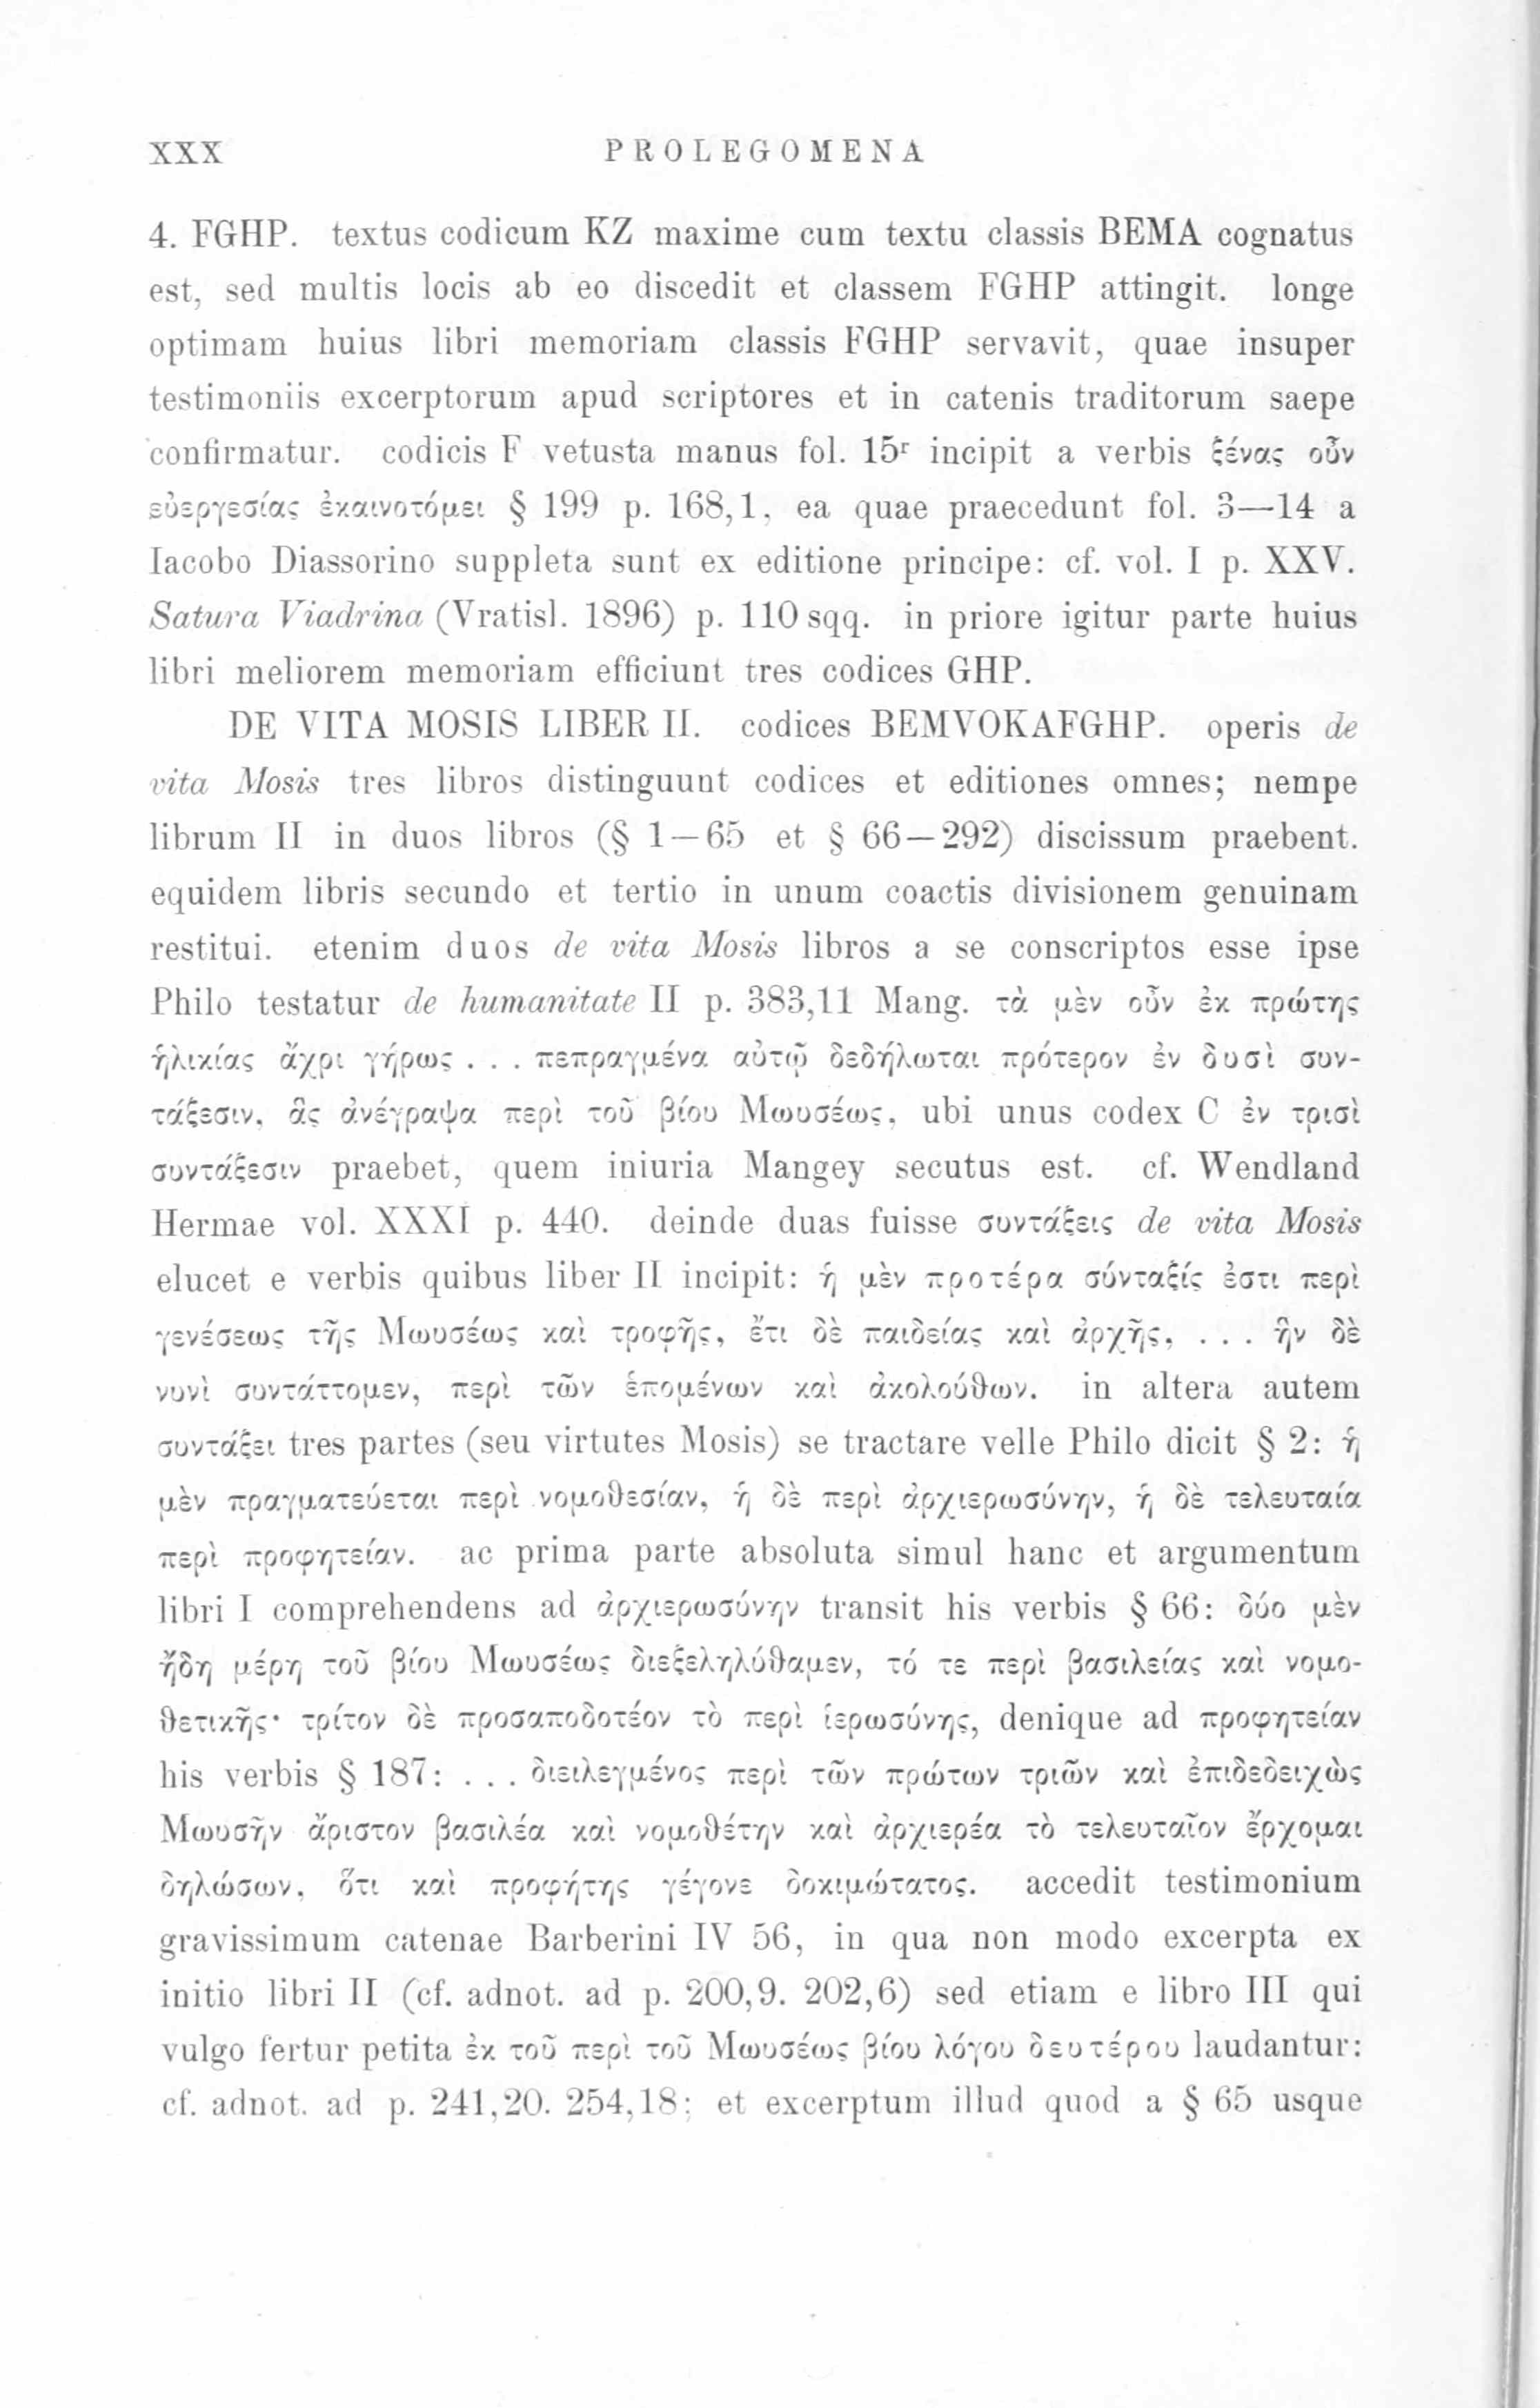 XXX PROLEGOMENA
4. FGHP. textus codicum KZ maxime cum textu classis BEMA cognatus
est, sed multis locis ab eo discedit et classem FGHP attingit. longe
optimam huius libri memoriam classis FGHP servavit, quae insuper
testimoniis excerptorum apud scriptores et in catenis traditorum saepe
confirmatur. codicis F vetusta manus fol. 15ʳ incipit a verbis ξένας οὖν
εὐεργεσίας ἐκαινοτόμει § 199 p. 168,1, ea quae praecedunt fol. 3—14 a
Iacobo Diassorino suppleta sunt ex editione principe: cf. vol. I p. XXV.
Satura Viadrina (Vratisl. 1896) p. 110 sqq. in priore igitur parte huius
libri meliorem memoriam efficiunt tres codices GHP.
DE VITA MOSIS LIBER II. codices BEMVOKAFGHP. operis de
vita Mosis tres libros distinguunt codices et editiones omnes; nempe
librum II in duos libros (§ 1—65 et § 66—292) discissum praebent.
equidem libris secundo et tertio in unum coactis divisionem genuinam
restitui. etenim duos de vita Mosis libros a se conscriptos esse ipse
Philo testatur de humanitate II p. 383,11 Mang. τὰ μὲν οὖν ἐκ πρώτης
ἡλικίας ἄχρι γήρως . . . πεπραγμένα αὐτῷ δεδήλωται πρότερον ἐν δυσὶ συν-
τάξεσιν, ἃς ἀνέγραψα περὶ τοῦ βίου Μωυσέως, ubi unus codex C ἐν τρισὶ
συντάξεσιν praebet, quem iniuria Mangey secutus est. cf. Wendland
Hermae vol. XXXI p. 440. deinde duas fuisse συντάξεις de vita Mosis
elucet e verbis quibus liber II incipit: ἡ μὲν προτέρα σύνταξίς ἐστι περὶ
γενέσεως τῆς Μωυσέως καὶ τροφῆς, ἔτι δὲ παιδείας καὶ ἀρχῆς, . . . ἣν δὲ
νυνὶ συντάττομεν, περὶ τῶν ἑπομένων καὶ ἀκολούθων. in altera autem
συντάξει tres partes (seu virtutes Mosis) se tractare velle Philo dicit § 2: ἡ
μὲν πραγματεύεται περὶ νομοθεσίαν, ἡ δὲ περὶ ἀρχιερωσύνην, ἡ δὲ τελευταία
περὶ προφητείαν. ac prima parte absoluta simul hanc et argumentum
libri I comprehendens ad ἀρχιερωσύνην transit his verbis § 66: δύο μὲν
ἤδη μέρη τοῦ βίου Μωυσέως διεξεληλύθαμεν, τό τε περὶ βασιλείας καὶ νομο-
θετικῆς· τρίτον δὲ προσαποδοτέον τὸ περὶ ἱερωσύνης, denique ad προφητείαν
his verbis § 187: . . . διειλεγμένος περὶ τῶν πρώτων τριῶν καὶ ἐπιδεδειχὼς
Μωυσῆν ἄριστον βασιλέα καὶ νομοθέτην καὶ ἀρχιερέα τὸ τελευταῖον ἔρχομαι
δηλώσων, ὅτι καὶ προφήτης γέγονε δοκιμώτατος. accedit testimonium
gravissimum catenae Barberini IV 56, in qua non modo excerpta ex
initio libri II (cf. adnot. ad p. 200,9. 202,6) sed etiam e libro III qui
vulgo fertur petita ἐκ τοῦ περὶ τοῦ Μωυσέως βίου λόγου δευτέρου laudantur:
cf. adnot. ad p. 241,20. 254,18; et excerptum illud quod a § 65 usque